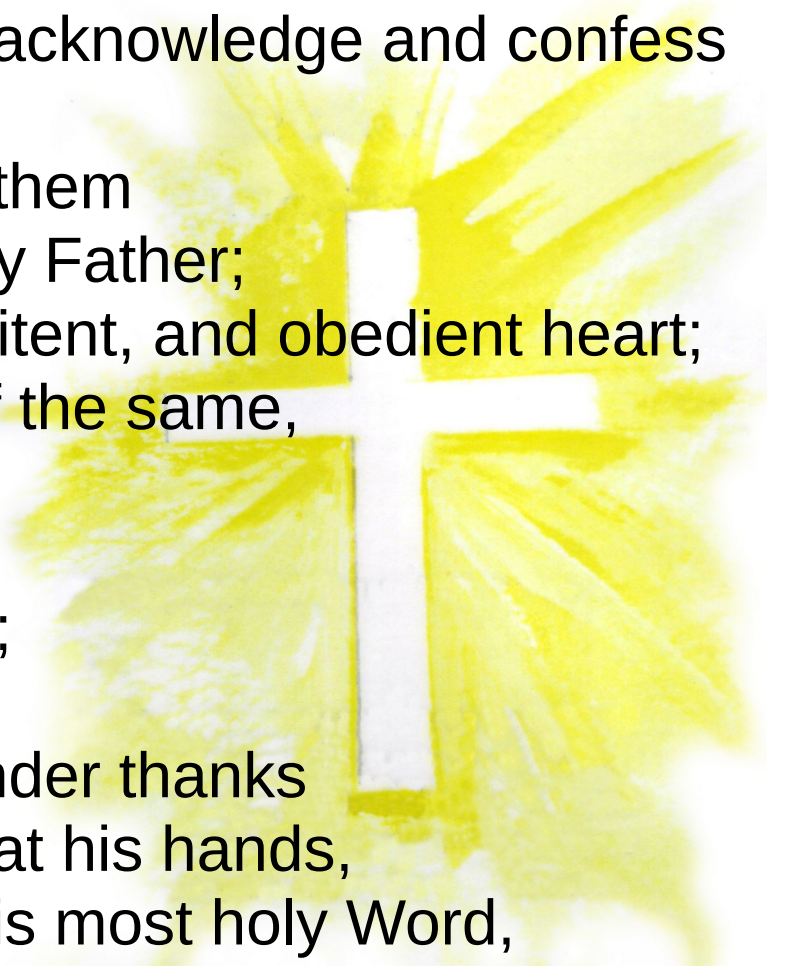 acknowledge and confess
them
y Father;
itent, and obedient heart;
the same,
;
nder thanks
at his hands,
is most holy Word,